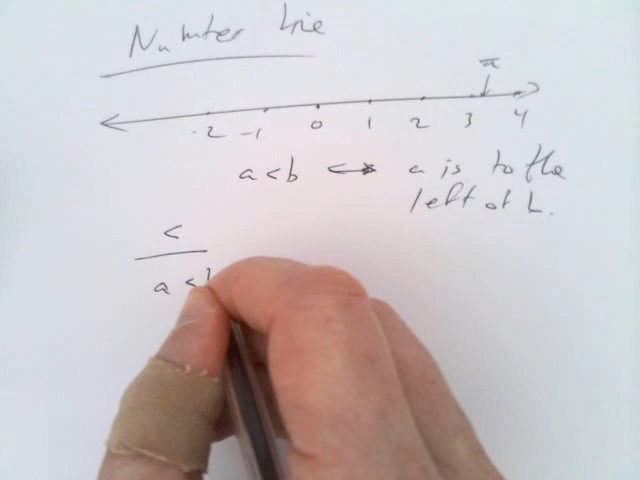 Number Line
π
-2 -1 0 1 2 3 4
a<b ↔ a is to the
left of b.
<
a <